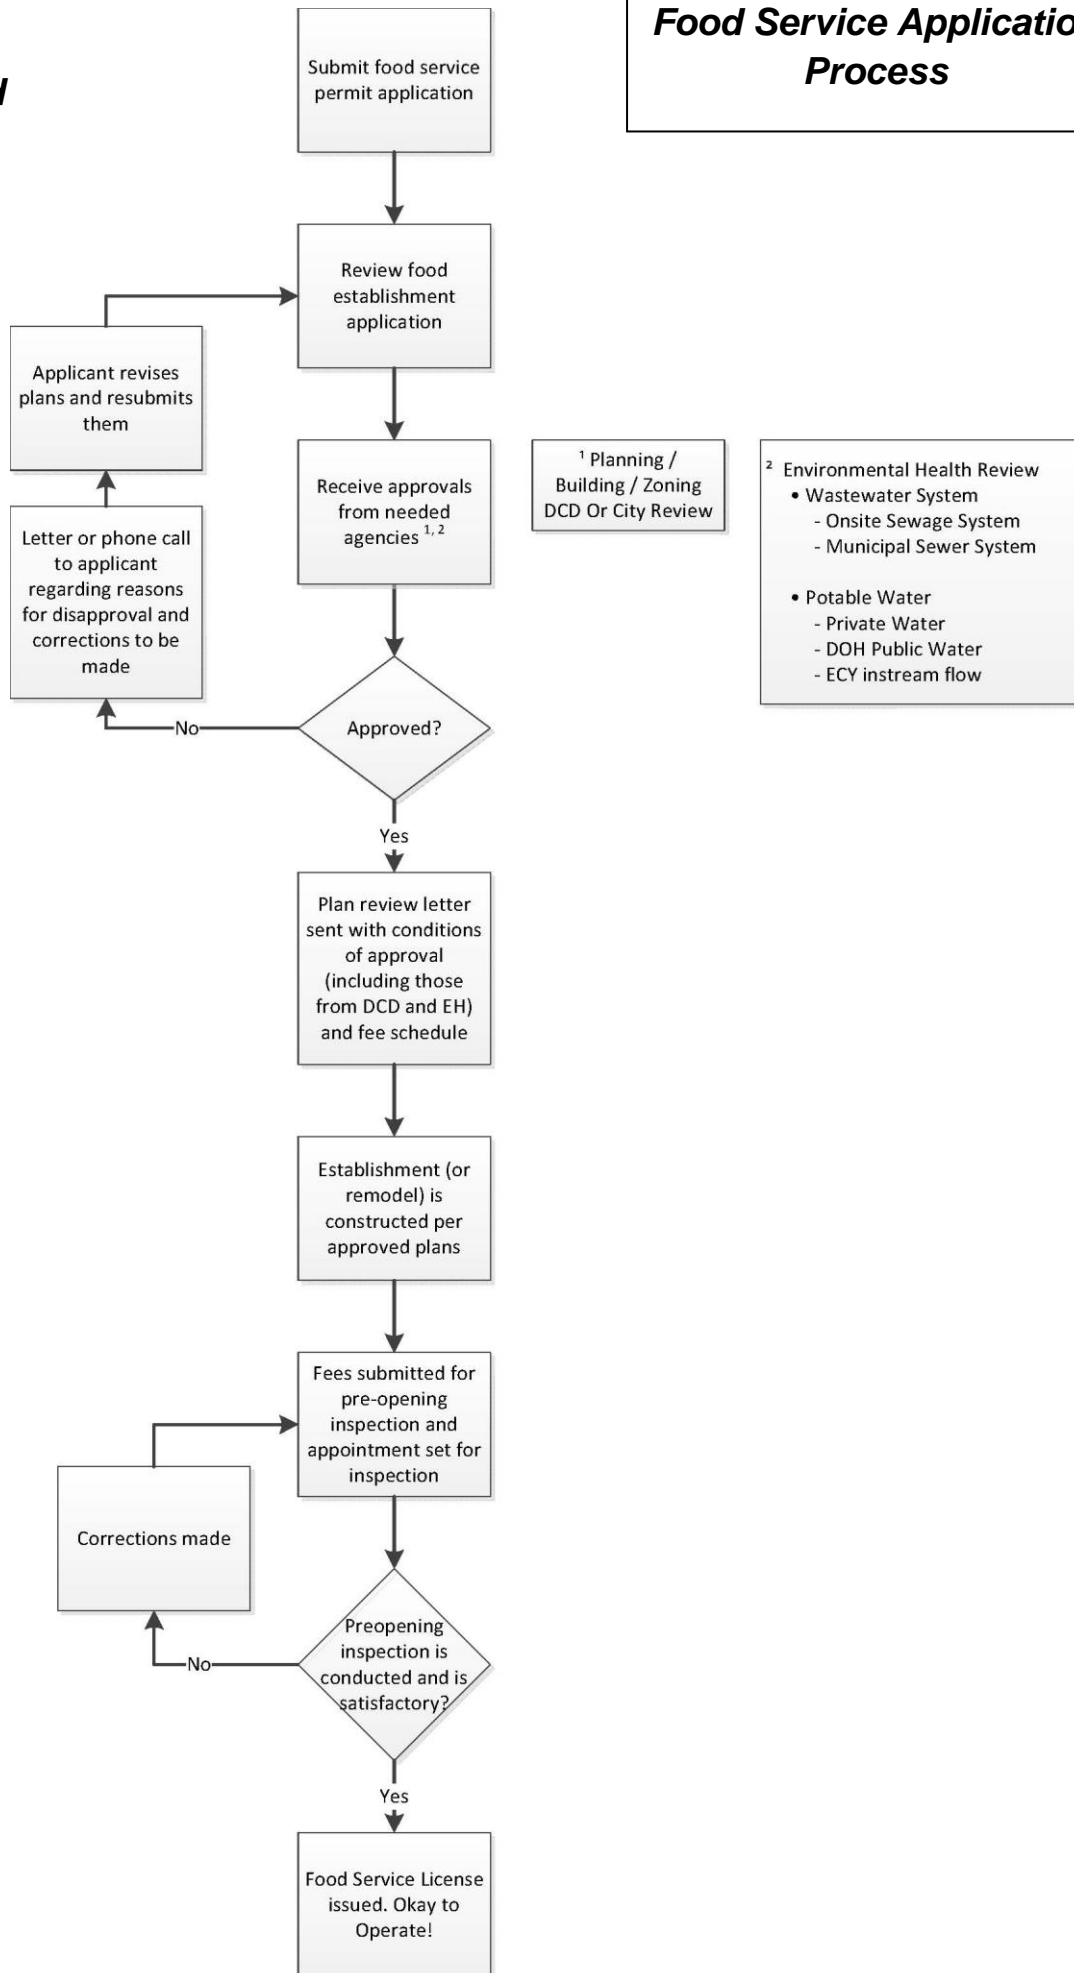 Food Service Applicatio
Process
Submit food service
permit application
Review food
establishment
application
Applicant revises
plans and resubmits
them
Receive approvals
from needed
agencies 1, 2
¹ Planning /
Building / Zoning
DCD Or City Review
² Environmental Health Review
• Wastewater System
- Onsite Sewage System
- Municipal Sewer System
• Potable Water
- Private Water
- DOH Public Water
- ECY instream flow
Letter or phone call
to applicant
regarding reasons
for disapproval and
corrections to be
made
No
Approved?
Yes
Plan review letter
sent with conditions
of approval
(including those
from DCD and EH)
and fee schedule
Establishment (or
remodel) is
constructed per
approved plans
Fees submitted for
pre-opening
inspection and
appointment set for
inspection
Corrections made
No
Preopening
inspection is
conducted and is
satisfactory?
Yes
Food Service License
issued. Okay to
Operate!